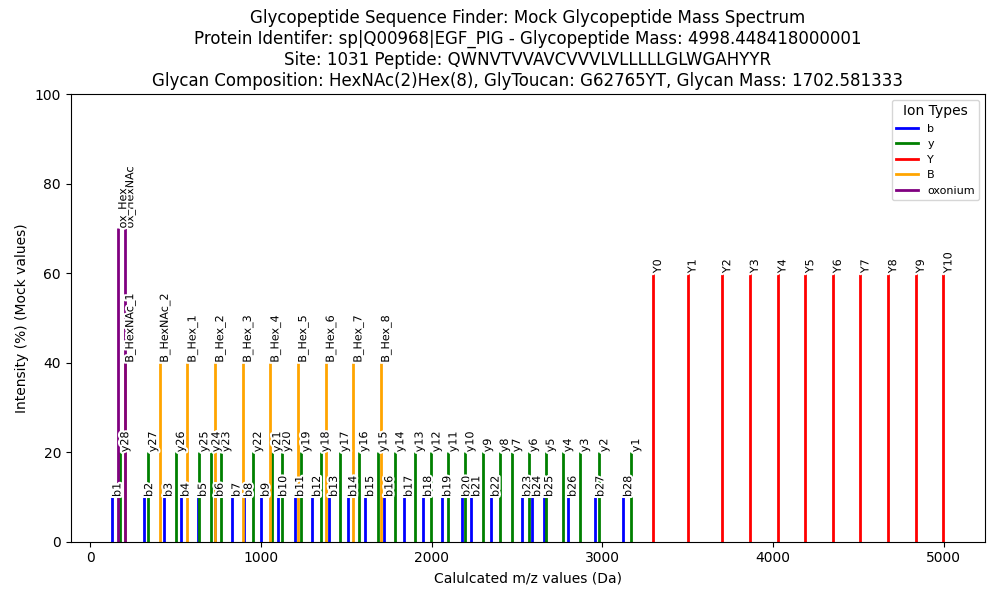 Glycopeptide Sequence Finder: Mock Glycopeptide Mass Spectrum
Protein Identifer: sp|Q00968|EGF_PIG - Glycopeptide Mass: 4998.448418000001
Site: 1031 Peptide: QWNVTVVAVCVVVLVLLLLLGLWGAHYYR
Glycan Composition: HexNAc(2)Hex(8), GlyToucan: G62765YT, Glycan Mass: 1702.581333
Intensity (%) (Mock values)
100
80
60
40
20
0
Ion Types
b
y
Y
B
oxonium
ox_Hex
ox_HexNAc
Y0
Y1
Y2
Y3
Y4
Y5
Y6
Y7
Y8
Y9
Y10
B_HexNAc_1
B_HexNAc_2
B_Hex_1
B_Hex_2
B_Hex_3
B_Hex_4
B_Hex_5
B_Hex_6
B_Hex_7
B_Hex_8
y28
y27
y26
y25
y24
y23
y22
y21
y20
y19
y18
y17
y16
y15
y14
y13
y12
y11
y10
y9
y8
y7
y6
y5
y4
y3
y2
y1
b1
b2
b3
b4
b5
b6
b7
b8
b9
b10
b11
b12
b13
b14
b15
b16
b17
b18
b19
b20
b21
b22
b23
b24
b25
b26
b27
b28
0
1000
2000
3000
4000
5000
Calulcated m/z values (Da)